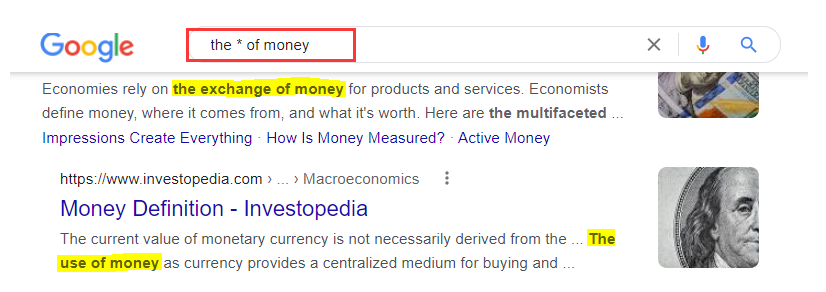 Google
the * of money
Economies rely on the exchange of money for products and services. Economists
define money, where it comes from, and what it's worth. Here are the multifaceted ...
Impressions Create Everything · How Is Money Measured? · Active Money
https://www.investopedia.com › ... › Macroeconomics
Money Definition - Investopedia
The current value of monetary currency is not necessarily derived from the ... The
use of money as currency provides a centralized medium for buying and ...